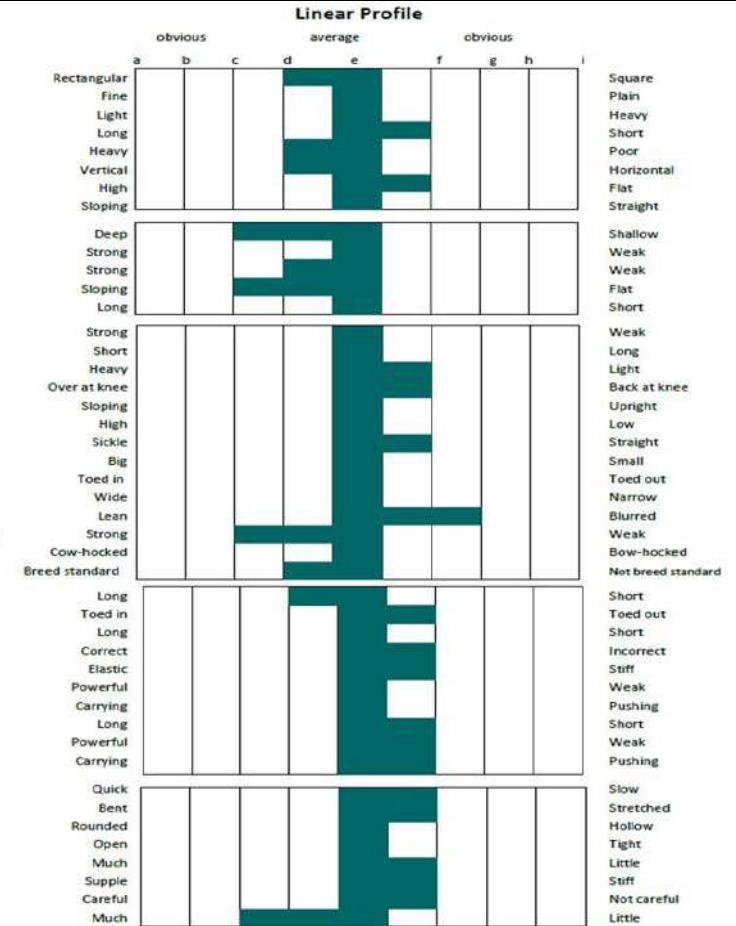 Linear Profile
obvious average obvious
a b c d e f g h i
Rectangular Square
Fine Plain
Light Heavy
Long Short
Heavy Poor
Vertical Horizontal
High Flat
Sloping Straight
Deep Shallow
Strong Weak
Strong Weak
Sloping Flat
Long Short
Strong Weak
Short Long
Heavy Light
Over at knee Back at knee
Sloping Upright
High Low
Sickle Straight
Big Small
Toed in Toed out
Wide Narrow
Lean Blurred
Strong Weak
Cow-hocked Bow-hocked
Breed standard Not breed standard
Long Short
Toed in Toed out
Long Short
Correct Incorrect
Elastic Stiff
Powerful Weak
Carrying Pushing
Long Short
Powerful Weak
Carrying Pushing
Quick Slow
Bent Stretched
Rounded Hollow
Open Tight
Much Little
Supple Stiff
Careful Not careful
Much Little